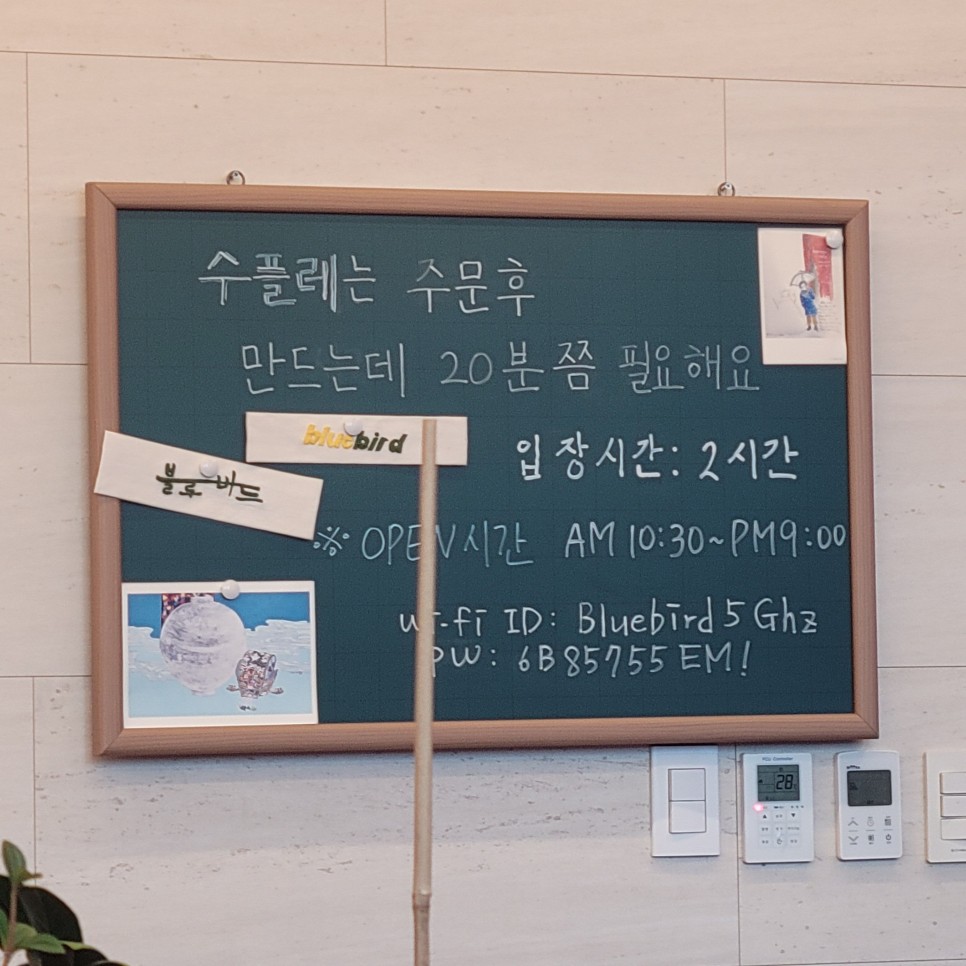 수플레는 주문후
만드는데 20분쯤 필요해요
bluebird
블루버드
입장시간: 2시간
※ OPEN시간 AM 10:30~PM9:00
wi-fi ID: Bluebird5Ghz
PW: 6B85755EM!
28